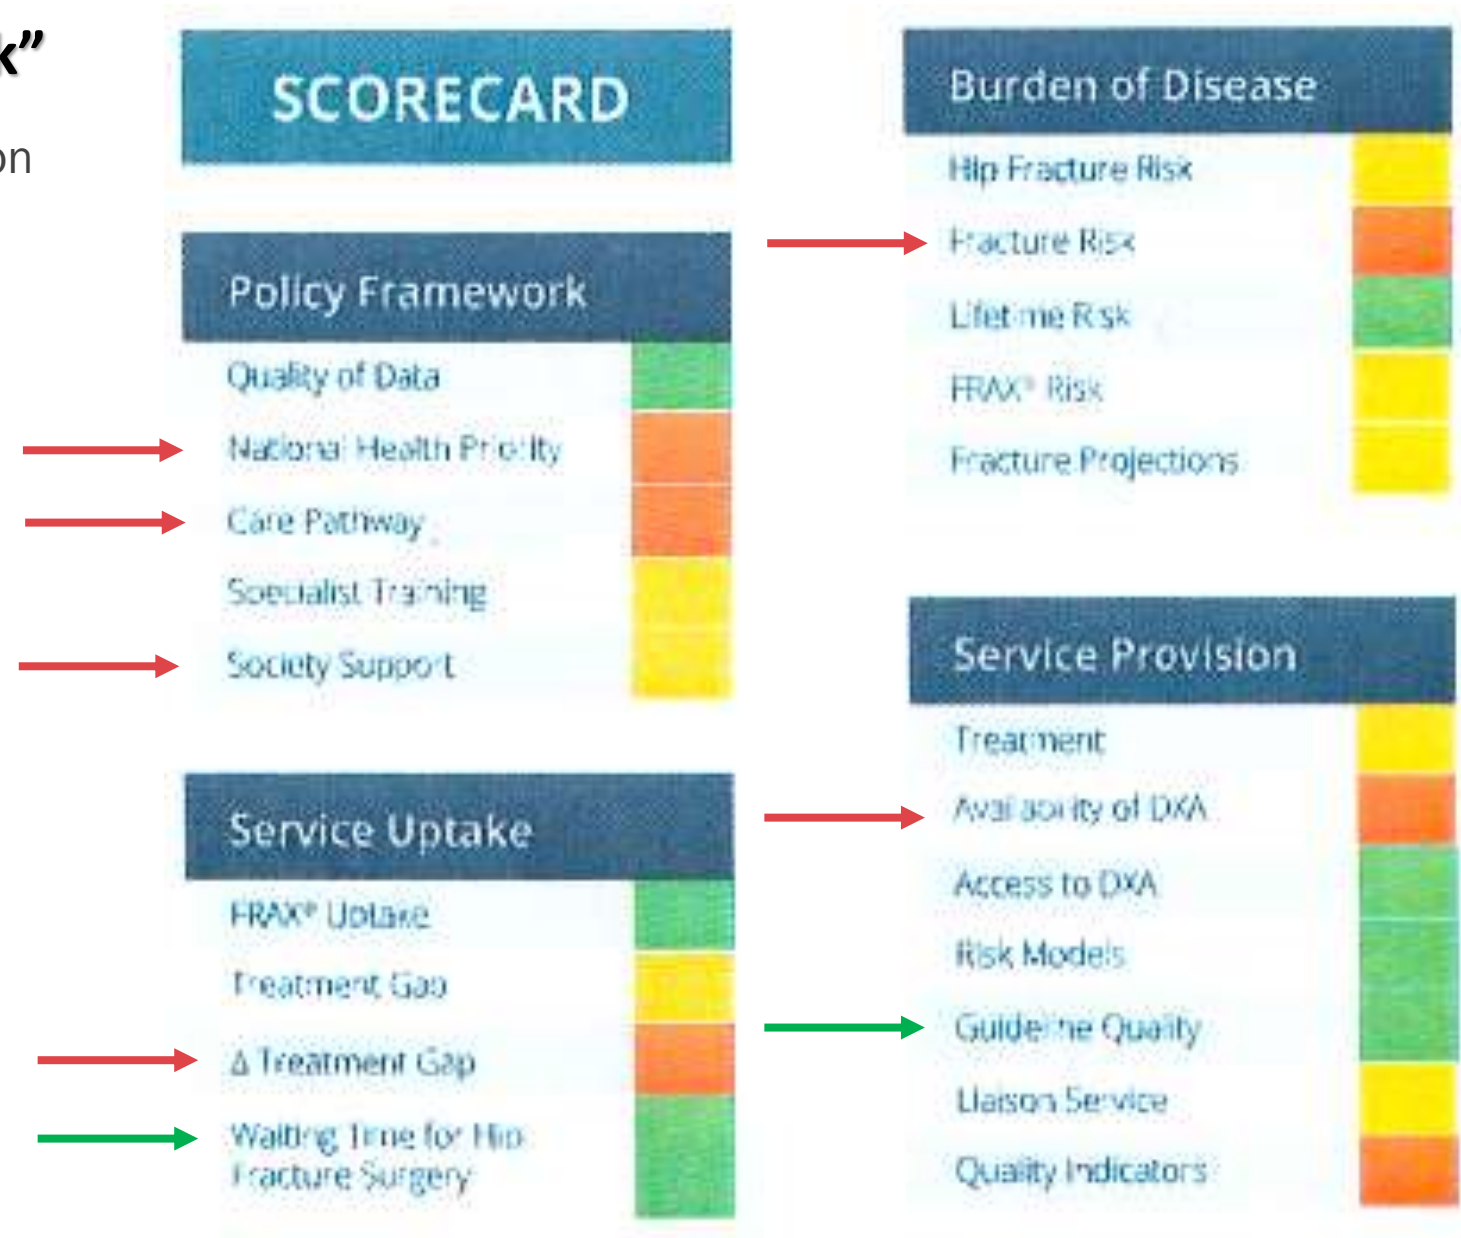 k”
on
SCORECARD
Policy Framework
Quality of Data
National Health Priority
Care Pathway
Specialist Training
Society Support
Service Uptake
FRAX® Uptake
Treatment Gap
Δ Treatment Gap
Waiting Time for Hip
Fracture Surgery
Burden of Disease
Hip Fracture Risk
Fracture Risk
Lifetime Risk
FRAX® Risk
Fracture Projections
Service Provision
Treatment
Availability of DXA
Access to DXA
Risk Models
Guideline Quality
Liaison Service
Quality Indicators